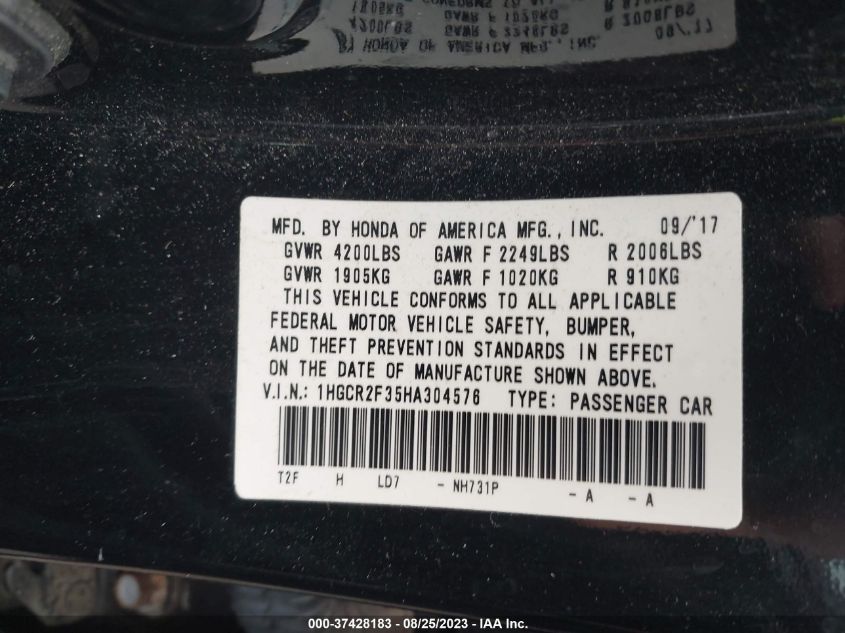 MFD. BY HONDA OF AMERICA MFG., INC. 09/'17
GVWR 4200LBS GAWR F 2249LBS R 2006LBS
GVWR 1905KG GAWR F 1020KG R 910KG
THIS VEHICLE CONFORMS TO ALL APPLICABLE
FEDERAL MOTOR VEHICLE SAFETY, BUMPER,
AND THEFT PREVENTION STANDARDS IN EFFECT
ON THE DATE OF MANUFACTURE SHOWN ABOVE.
V.I.N.: 1HGCR2F35HA304576 TYPE: PASSENGER CAR
T2F H LD7 - NH731P - A - A
000-37428183 - 08/25/2023 - IAA Inc.